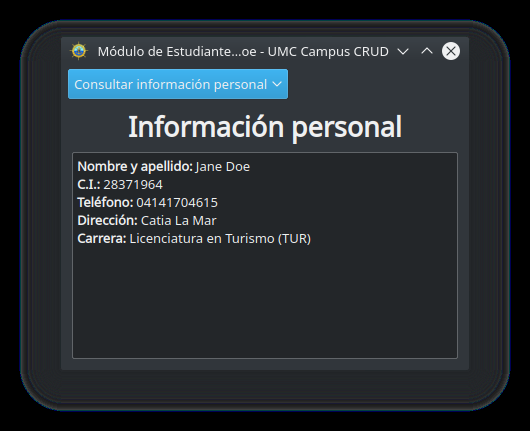 Módulo de Estudiante...oe - UMC Campus CRUD
Consultar información personal
Información personal
Nombre y apellido: Jane Doe
C.I.: 28371964
Teléfono: 04141704615
Dirección: Catia La Mar
Carrera: Licenciatura en Turismo (TUR)